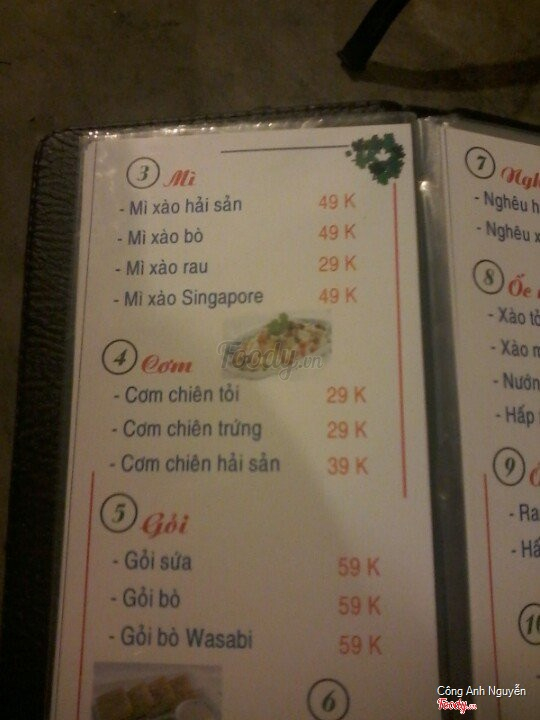 3 Mì
- Mì xào hải sản 49 K
- Mì xào bò 49 K
- Mì xào rau 29 K
- Mì xào Singapore 49 K
Foody.vn
4 Cơm
- Cơm chiên tỏi 29 K
- Cơm chiên trứng 29 K
- Cơm chiên hải sản 39 K
5 Gỏi
- Gỏi sứa 59 K
- Gỏi bò 59 K
- Gỏi bò Wasabi 59 K
6
7
- Nghêu
- Nghêu
8 Ốc
- Xào
- Xào
- Nướn
- Hấp
9
- Ra
- Hấ
10
Công Anh Nguyễn
Foody.vn